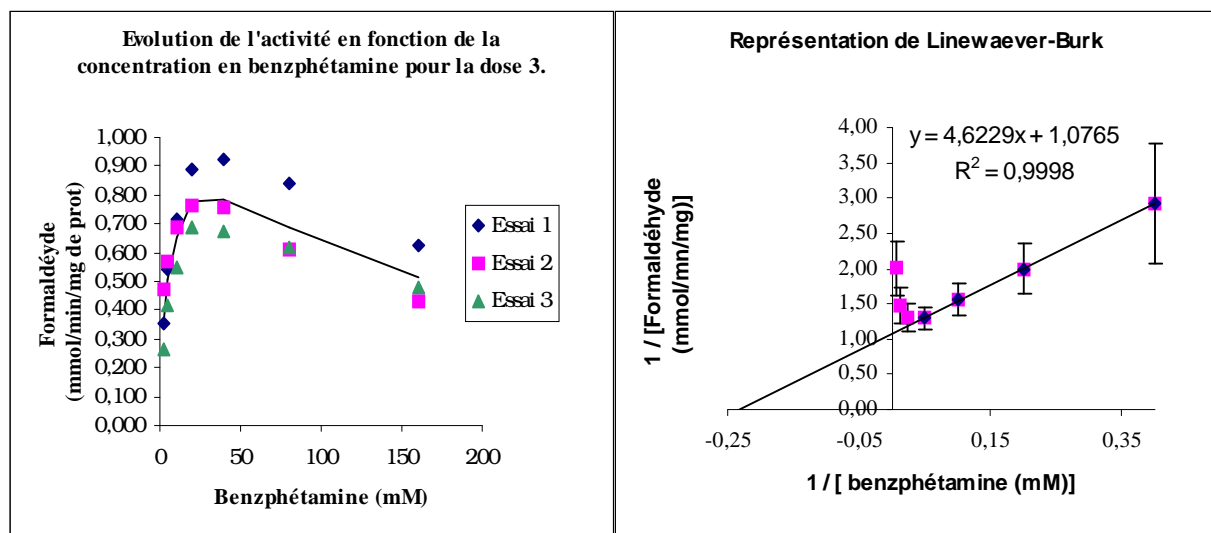 Evolution de l'activité en fonction de la
concentration en benzphétamine pour la dose 3.
Formaldéyde
(mmol/min/mg de prot)
1,000
0,900
0,800
0,700
0,600
0,500
0,400
0,300
0,200
0,100
0,000
0
50
100
150
200
Benzphétamine (mM)
Essai 1
Essai 2
Essai 3
Représentation de Linewaever-Burk
y = 4,6229x + 1,0765
R² = 0,9998
1 / [Formaldéhyde
(mmol/mn/mg)]
4,00
3,50
3,00
2,50
2,00
1,50
1,00
0,50
0,00
-0,25
-0,05
0,15
0,35
1 / [ benzphétamine (mM)]